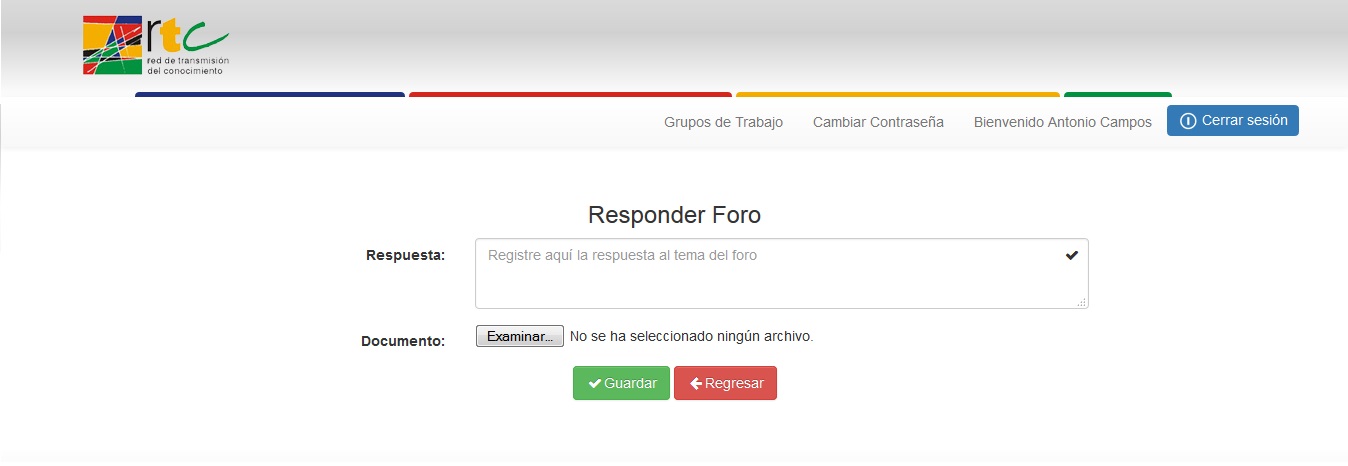 rtc
red de transmisión
del conocimiento
Grupos de Trabajo Cambiar Contraseña Bienvenido Antonio Campos Cerrar sesión
Responder Foro
Respuesta: Registre aquí la respuesta al tema del foro
Documento: Examinar... No se ha seleccionado ningún archivo.
Guardar Regresar